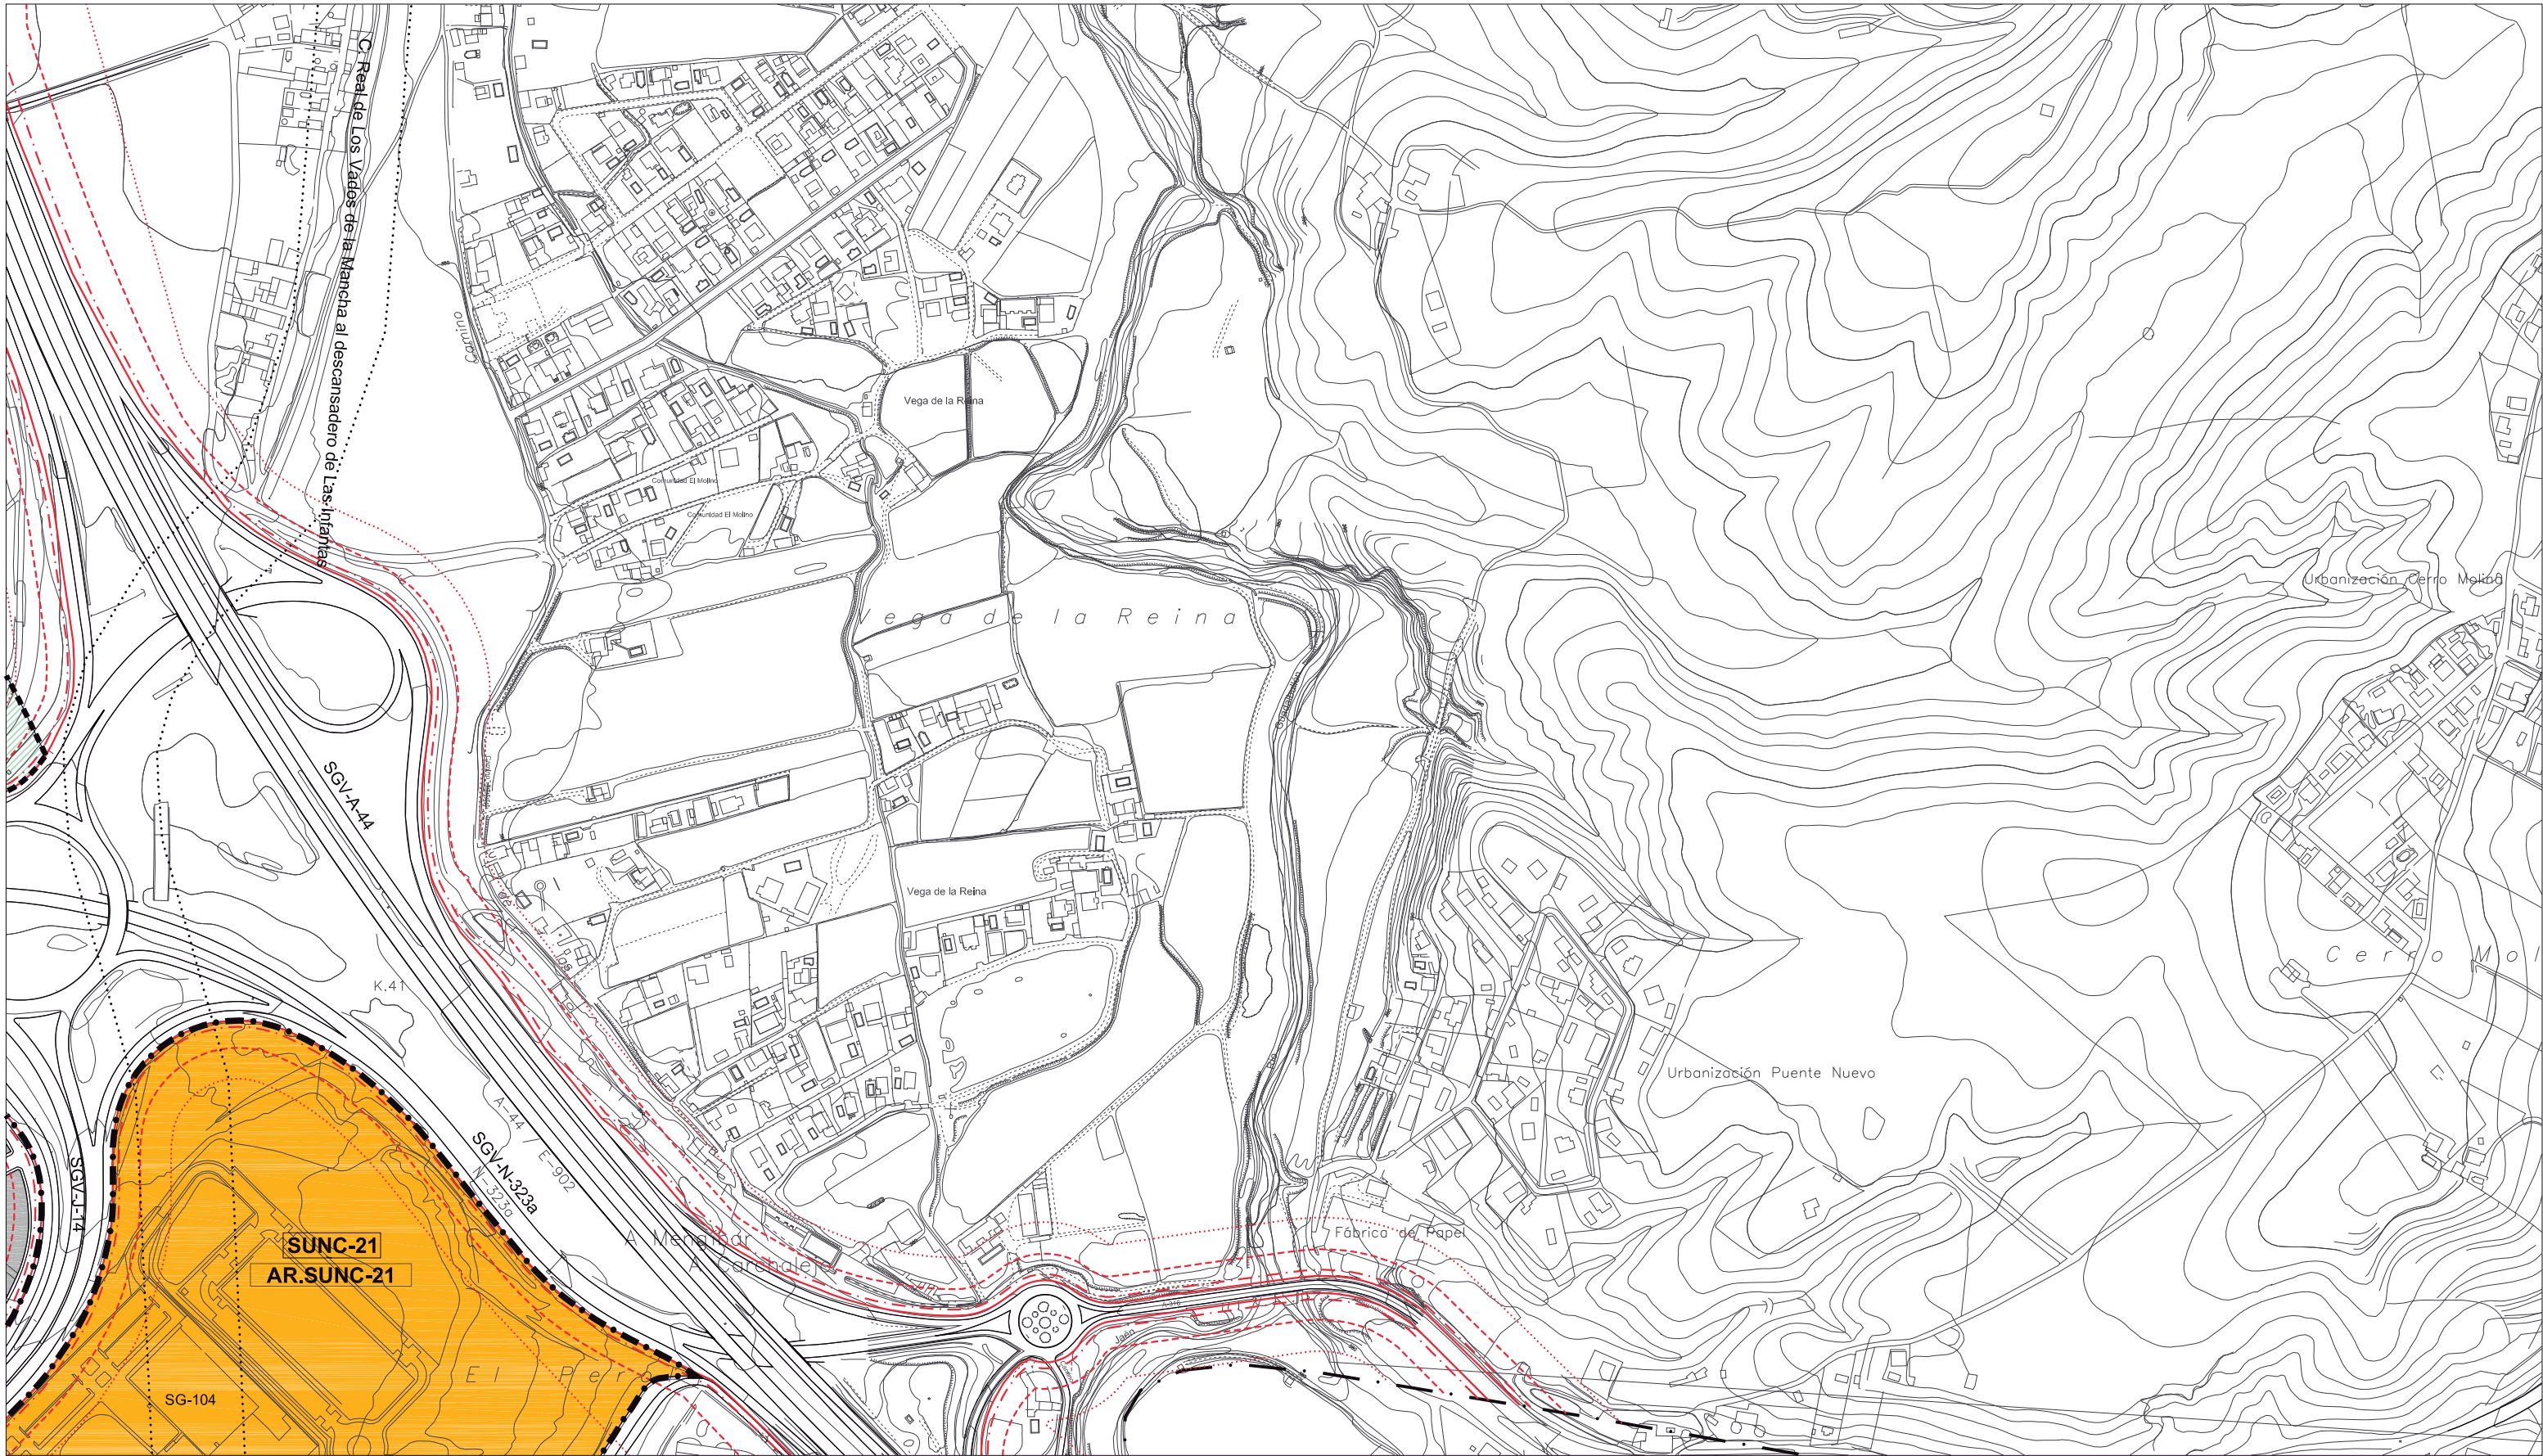 C Real de Los Vados de la Mancha al descansadero de Las Infantas
Camino
Vega de la Reina
Comunidad El Molino
Comunidad El Molino
Urbanización Cerro Molina
Vega de la Reina
SGV-A-44
Vega de la Reina
Cerro Mol
K.41
Urbanización Puente Nuevo
A-44 / E-902
SGV-N-323a
N-323a
SGV-J-14
SUNC-21
AR.SUNC-21
A Mengibar
A Carchalejo
Fábrica de Papel
A-316
Jaén
El Per
SG-104